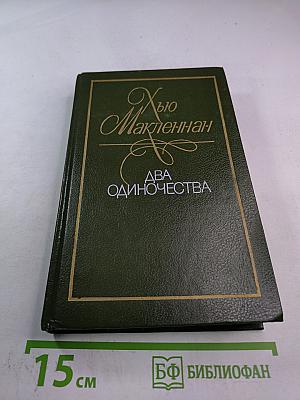 Хью
Макленнан
ДВА
ОДИНОЧЕСТВА
15 см
БФ БИБЛИОФАН